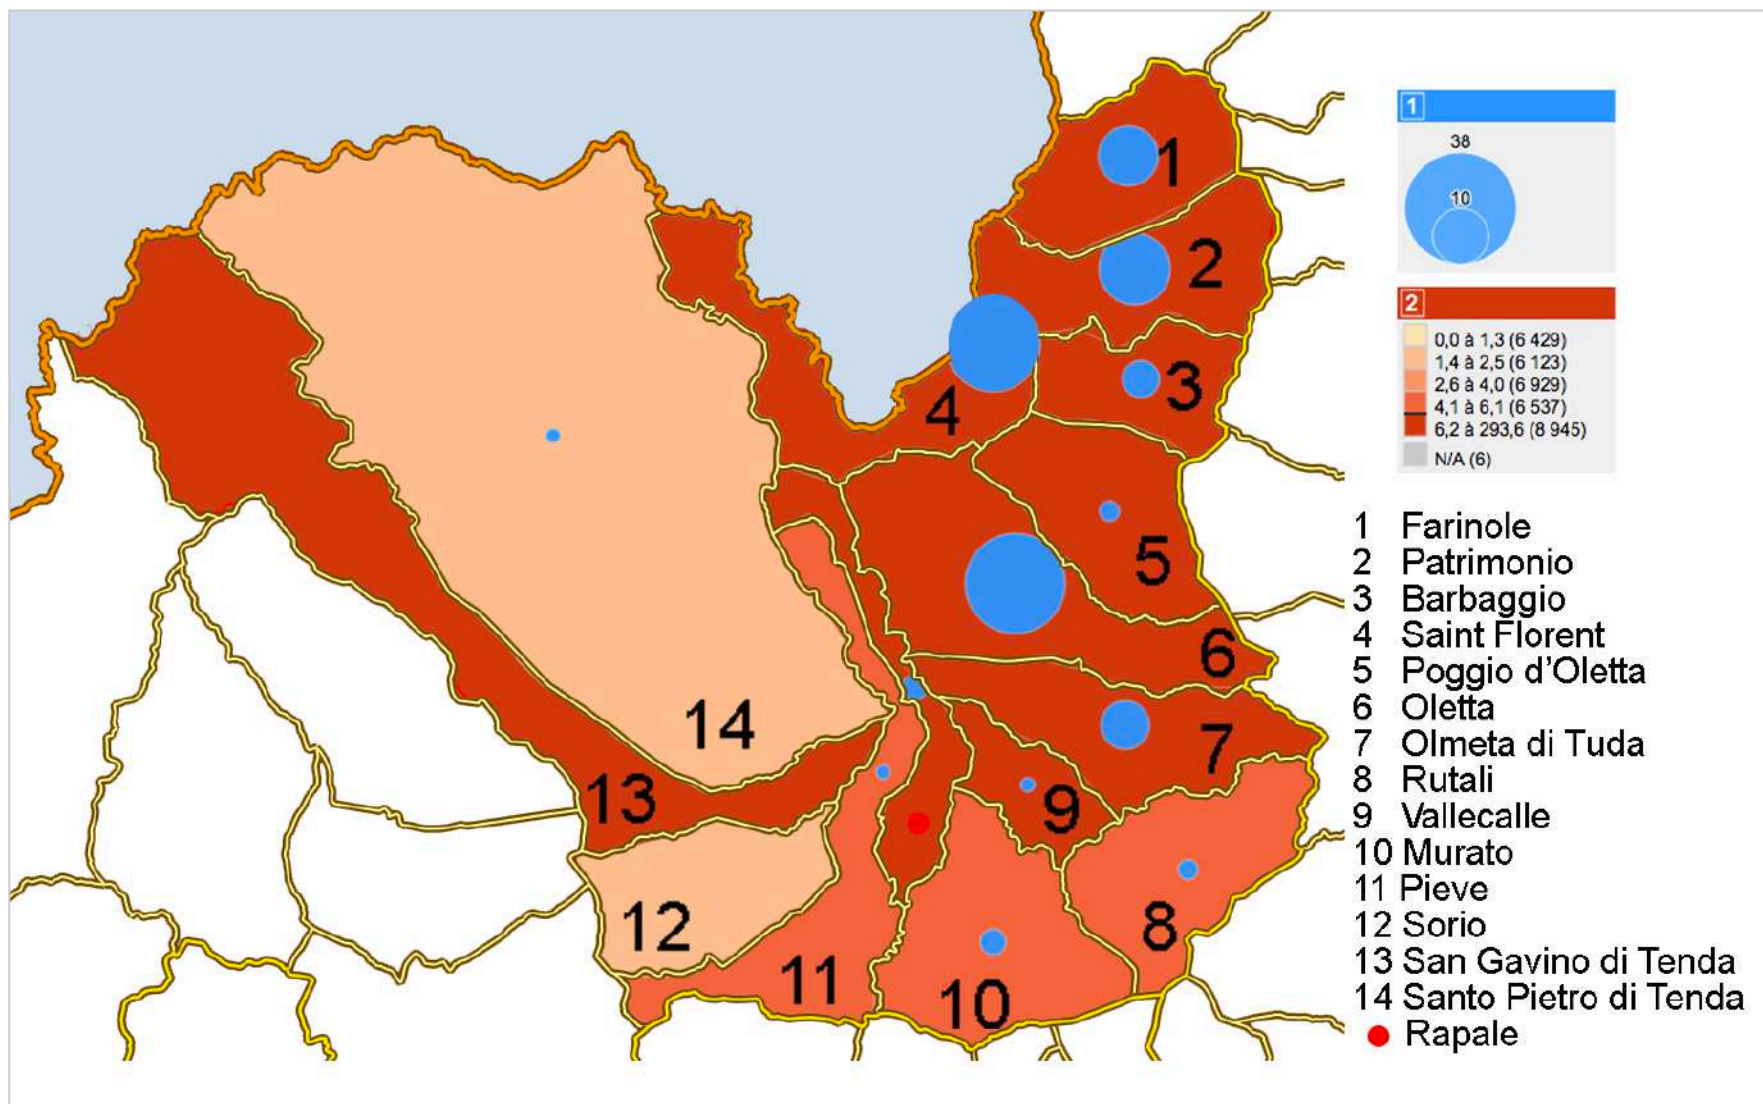 1
38
10
2
0,0 à 1,3 (6 429)
1,4 à 2,5 (6 123)
2,6 à 4,0 (6 929)
4,1 à 6,1 (6 537)
6,2 à 293,6 (8 945)
N/A (6)
1
2
3
4
5
6
7
8
9
10
11
12
13
14
1 Farinole
2 Patrimonio
3 Barbaggio
4 Saint Florent
5 Poggio d'Oletta
6 Oletta
7 Olmeta di Tuda
8 Rutali
9 Vallecalle
10 Murato
11 Pieve
12 Sorio
13 San Gavino di Tenda
14 Santo Pietro di Tenda
Rapale